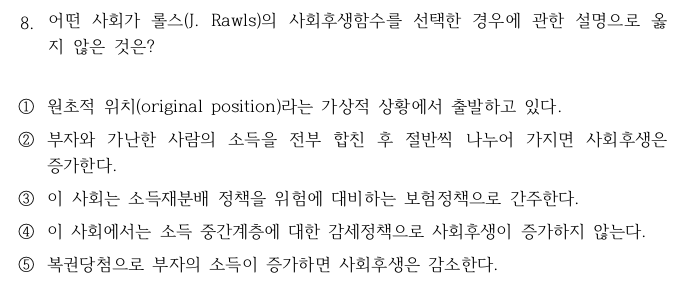 8. 어떤 사회가 롤스(J. Rawls)의 사회후생함수를 선택한 경우에 관한 설명으로 옳
지 않은 것은?
① 원초적 위치(original position)라는 가상적 상황에서 출발하고 있다.
② 부자와 가난한 사람의 소득을 전부 합친 후 절반씩 나누어 가지면 사회후생은
증가한다.
③ 이 사회는 소득재분배 정책을 위험에 대비하는 보험정책으로 간주한다.
④ 이 사회에서는 소득 중간계층에 대한 감세정책으로 사회후생이 증가하지 않는다.
⑤ 복권당첨으로 부자의 소득이 증가하면 사회후생은 감소한다.